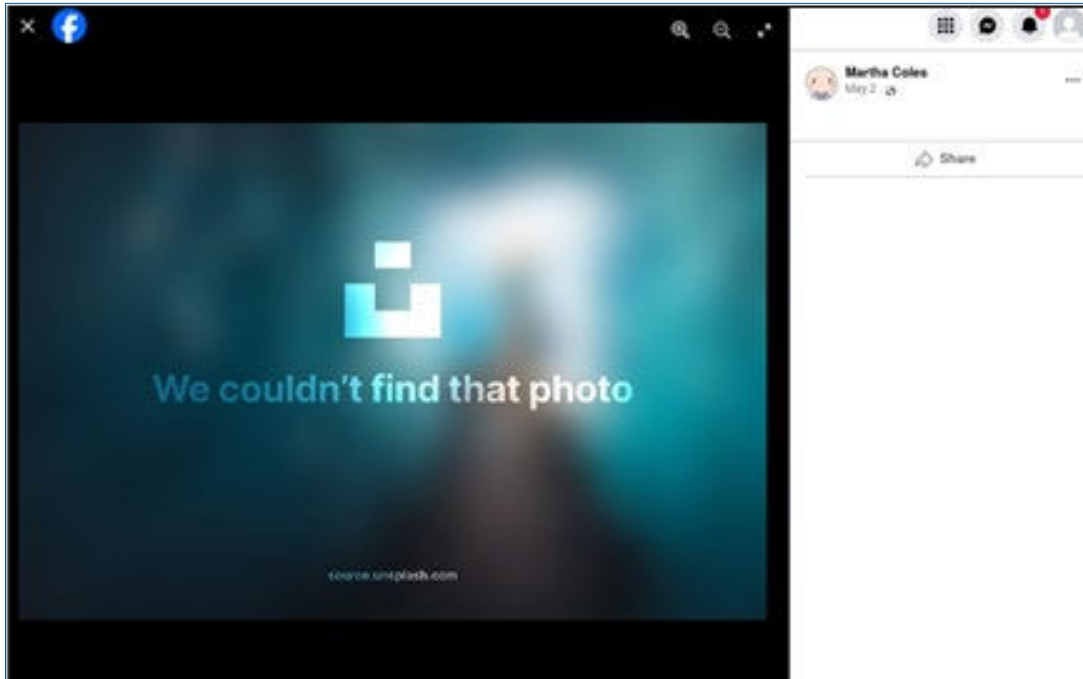 Martha Coles
May 2
Share
We couldn't find that photo
source.unsplash.com